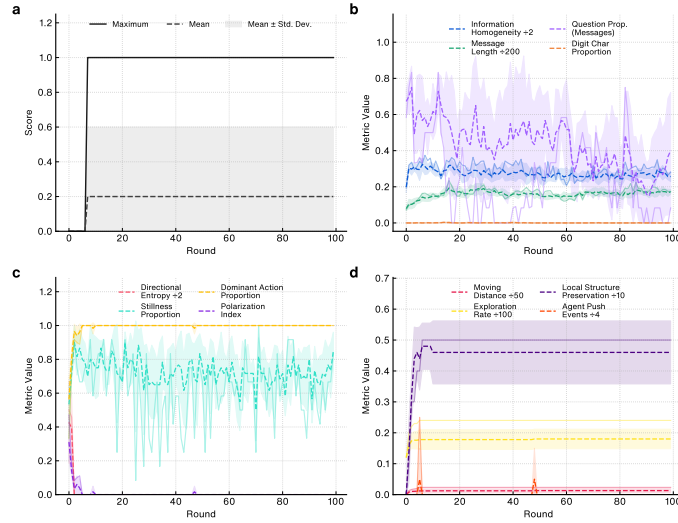 a
Maximum
Mean
Mean ± Std. Dev.
1.2
1.0
0.8
0.6
0.4
0.2
0.0
Score
0 20 40 60 80 100
Round
b
Information
Homogeneity ÷2
Message
Length ÷200
Question Prop.
(Messages)
Digit Char
Proportion
1.0
0.8
0.6
0.4
0.2
0.0
Metric Value
0 20 40 60 80 100
Round
c
Directional
Entropy ÷2
Stillness
Proportion
Dominant Action
Proportion
Polarization
Index
1.2
1.0
0.8
0.6
0.4
0.2
0.0
Metric Value
0 20 40 60 80 100
Round
d
Moving
Distance ÷50
Exploration
Rate ÷100
Local Structure
Preservation ÷10
Agent Push
Events ÷4
0.7
0.6
0.5
0.4
0.3
0.2
0.1
0.0
Metric Value
0 20 40 60 80 100
Round